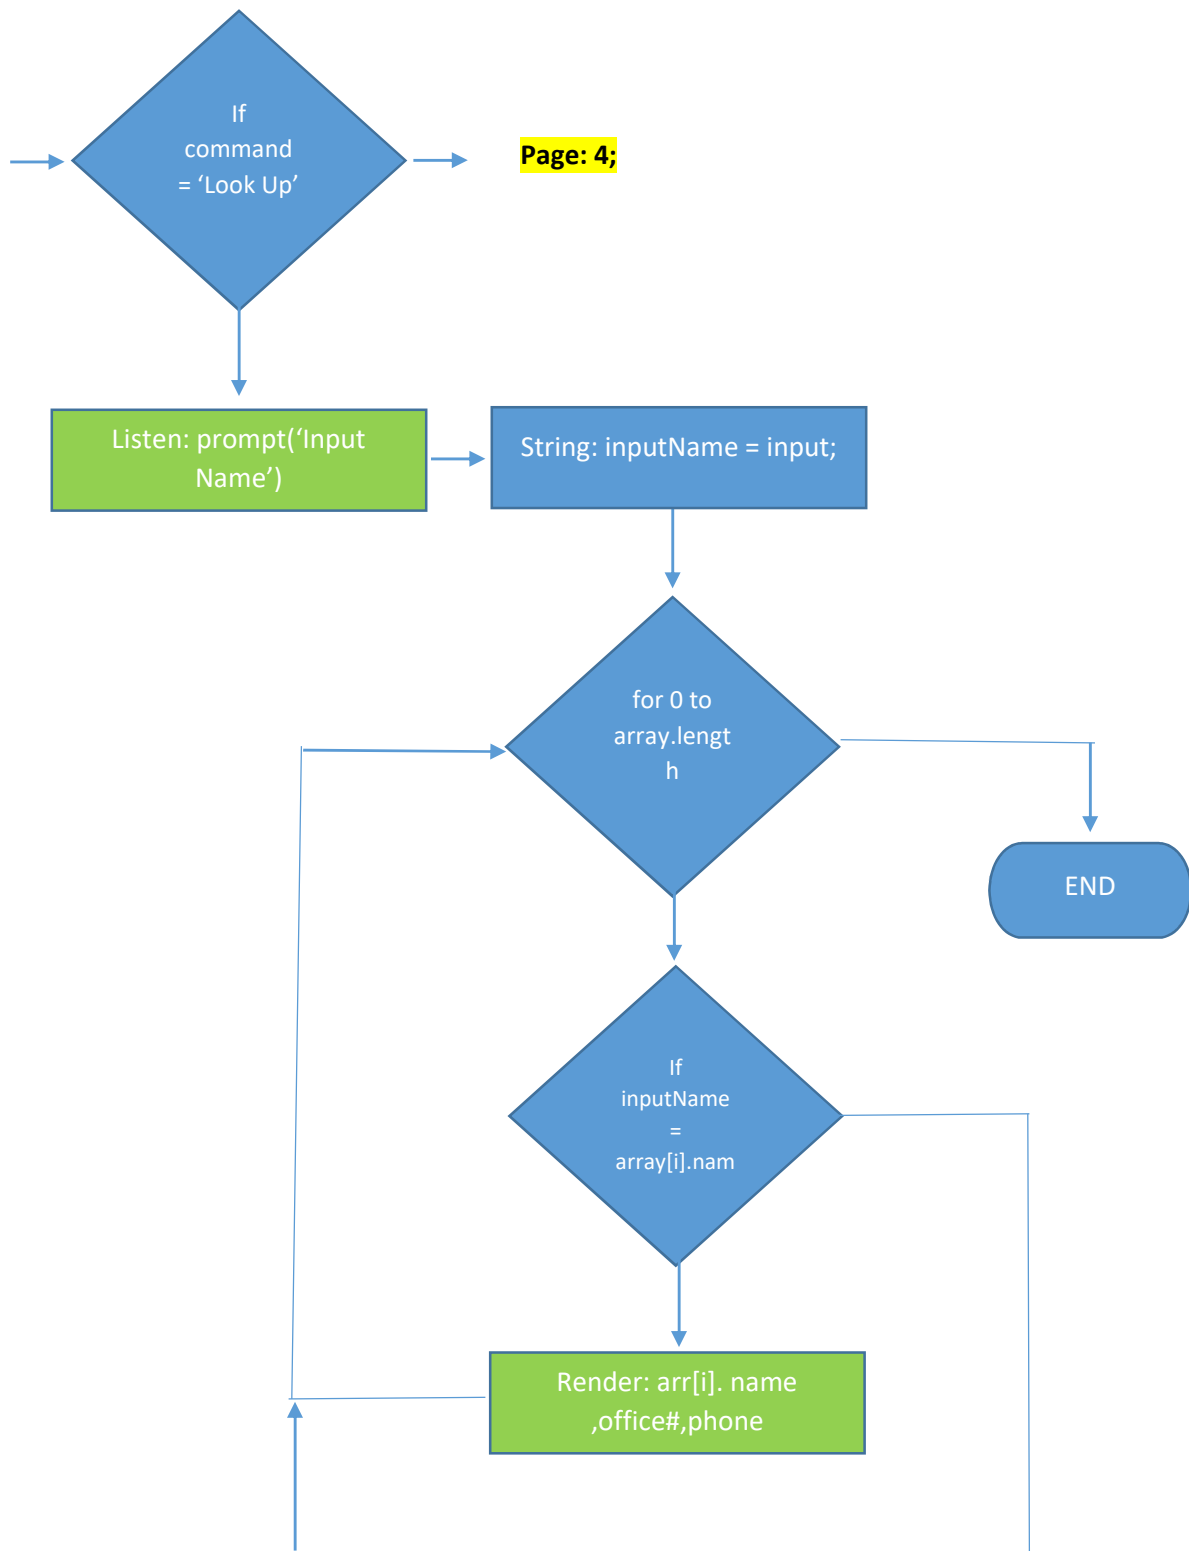 If
command
= ‘Look Up’
Page: 4;
Listen: prompt(‘Input
Name’)
String: inputName = input;
for 0 to
array.lengt
h
END
If
inputName
=
array[i].nam
Render: arr[i]. name
,office#,phone